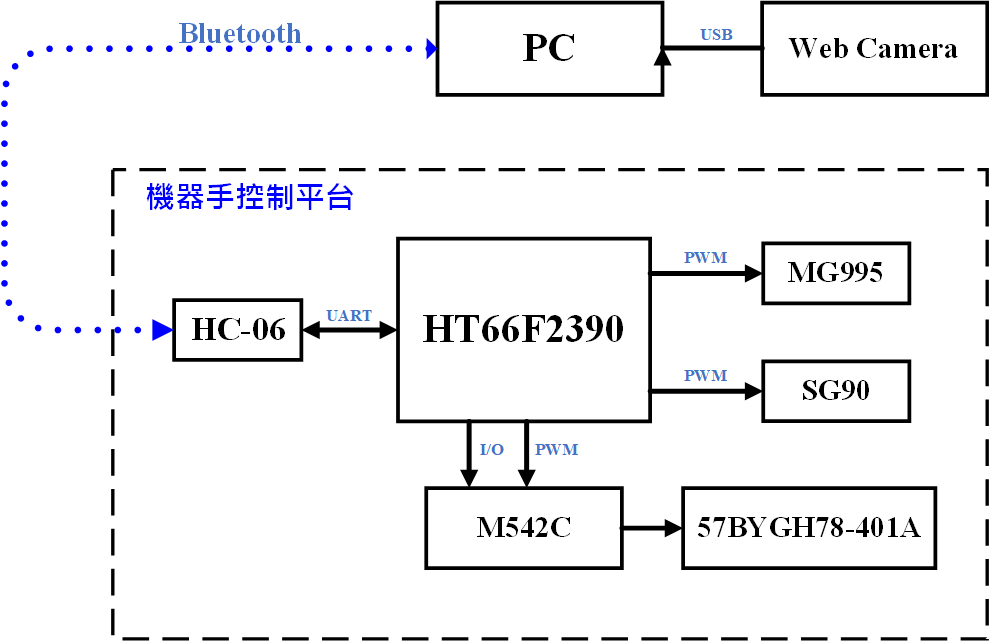 Bluetooth
PC
USB
Web Camera
機器手控制平台
HC-06
UART
HT66F2390
PWM
MG995
PWM
SG90
I/O
PWM
M542C
57BYGH78-401A